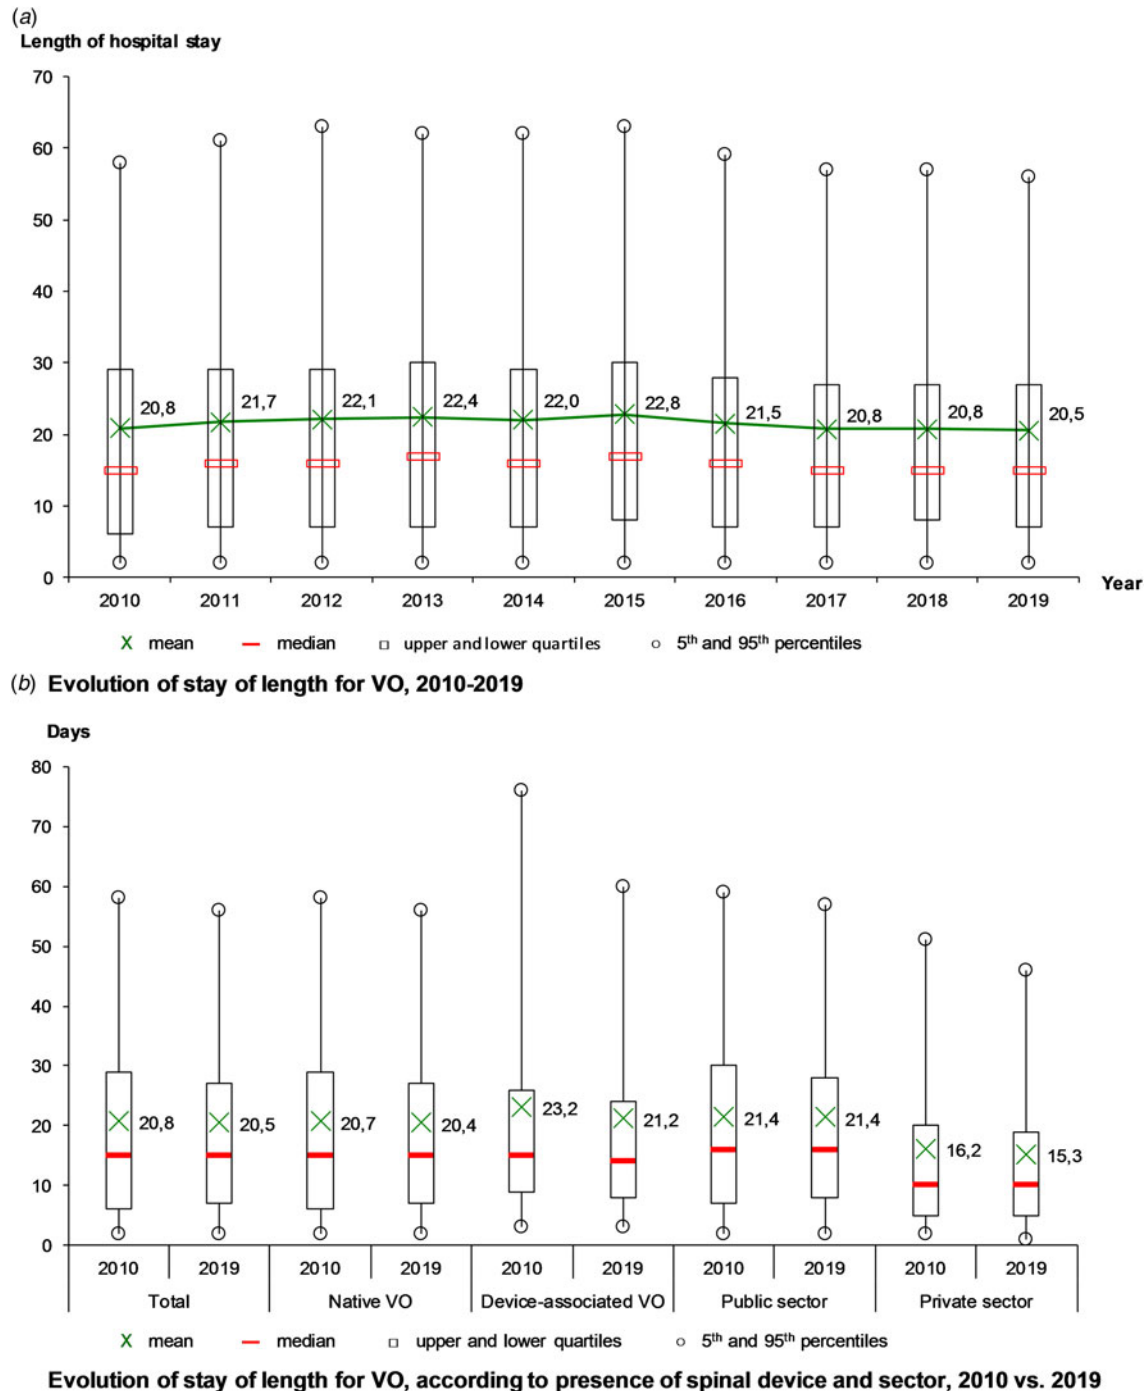 (a)
Length of hospital stay
70
60
50
40
30
20
10
0
20,8 21,7 22,1 22,4 22,0 22,8 21,5 20,8 20,8 20,5
2010 2011 2012 2013 2014 2015 2016 2017 2018 2019 Year
mean median upper and lower quartiles 5th and 95th percentiles
(b) Evolution of stay of length for VO, 2010-2019
Days
80
70
60
50
40
30
20
10
0
20,8 20,5 20,7 20,4 23,2 21,2 21,4 21,4 16,2 15,3
2010 2019 2010 2019 2010 2019 2010 2019 2010 2019
Total Native VO Device-associated VO Public sector Private sector
mean median upper and lower quartiles 5th and 95th percentiles
Evolution of stay of length for VO, according to presence of spinal device and sector, 2010 vs. 2019